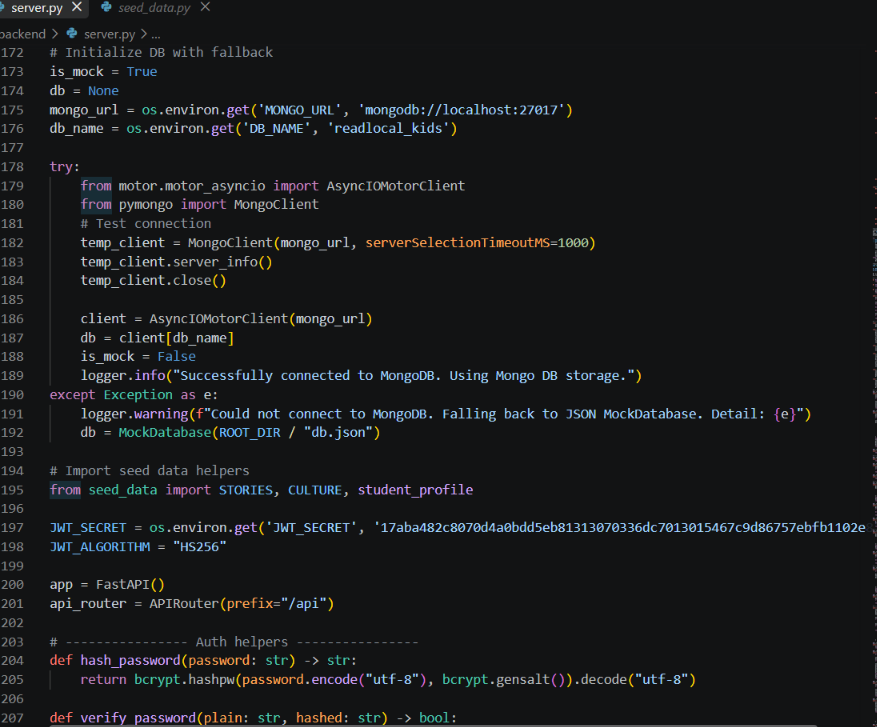 server.py
seed_data.py
backend > server.py > ...
172 # Initialize DB with fallback
173 is_mock = True
174 db = None
175 mongo_url = os.environ.get('MONGO_URL', 'mongodb://localhost:27017')
176 db_name = os.environ.get('DB_NAME', 'readlocal_kids')
177
178 try:
179     from motor.motor_asyncio import AsyncIOMotorClient
180     from pymongo import MongoClient
181     # Test connection
182     temp_client = MongoClient(mongo_url, serverSelectionTimeoutMS=1000)
183     temp_client.server_info()
184     temp_client.close()
185
186     client = AsyncIOMotorClient(mongo_url)
187     db = client[db_name]
188     is_mock = False
189     logger.info("Successfully connected to MongoDB. Using Mongo DB storage.")
190 except Exception as e:
191     logger.warning(f"Could not connect to MongoDB. Falling back to JSON MockDatabase. Detail: {e}")
192     db = MockDatabase(ROOT_DIR / "db.json")
193
194 # Import seed data helpers
195 from seed_data import STORIES, CULTURE, student_profile
196
197 JWT_SECRET = os.environ.get('JWT_SECRET', '17aba482c8070d4a0bdd5eb81313070336dc7013015467c9d86757ebfb1102e
198 JWT_ALGORITHM = "HS256"
199
200 app = FastAPI()
201 api_router = APIRouter(prefix="/api")
202
203 # ---------------- Auth helpers ----------------
204 def hash_password(password: str) -> str:
205     return bcrypt.hashpw(password.encode("utf-8"), bcrypt.gensalt()).decode("utf-8")
206
207 def verify_password(plain: str, hashed: str) -> bool: